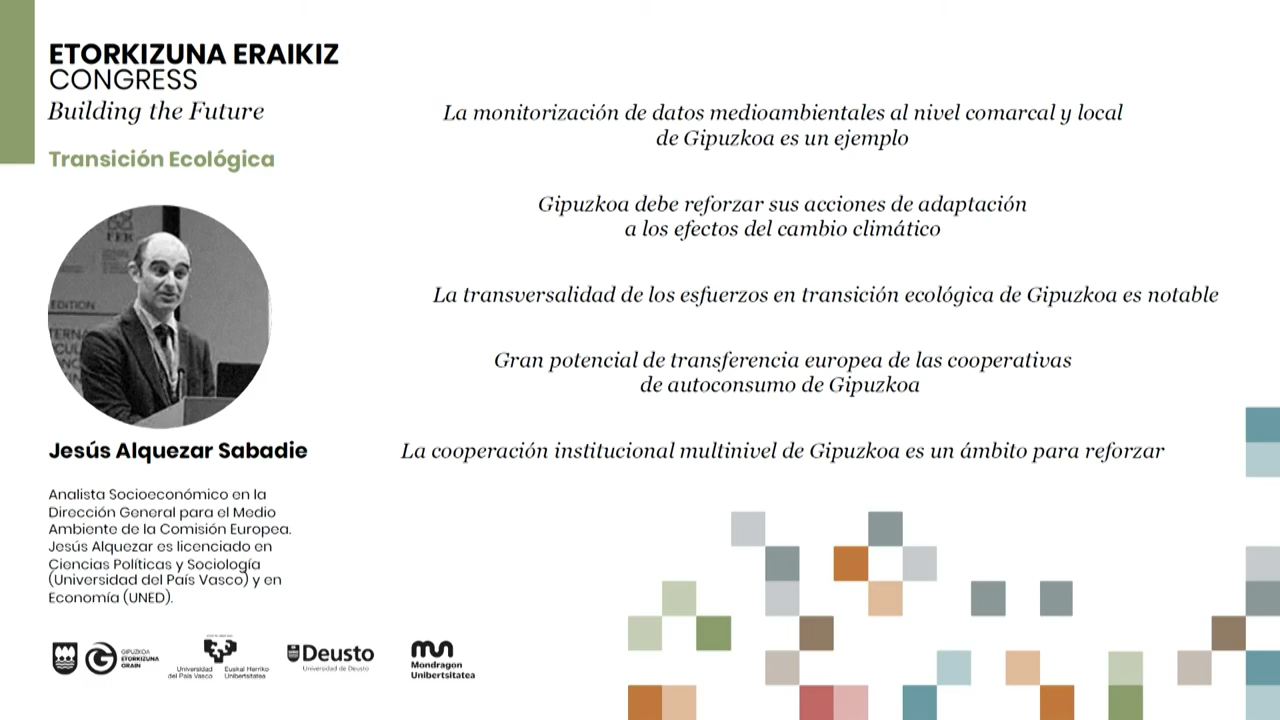 ETORKIZUNA ERAIKIZ
CONGRESS
Building the Future
Transición Ecológica
La monitorización de datos medioambientales al nivel comarcal y local
de Gipuzkoa es un ejemplo
Gipuzkoa debe reforzar sus acciones de adaptación
a los efectos del cambio climático
La transversalidad de los esfuerzos en transición ecológica de Gipuzkoa es notable
Gran potencial de transferencia europea de las cooperativas
de autoconsumo de Gipuzkoa
La cooperación institucional multinivel de Gipuzkoa es un ámbito para reforzar
EDITION
Jesús Alquezar Sabadie
Analista Socioeconómico en la
Dirección General para el Medio
Ambiente de la Comisión Europea.
Jesús Alquezar es licenciado en
Ciencias Políticas y Sociología
(Universidad del País Vasco) y en
Economía (UNED).
GIPUZKOA
ETORKIZUNA
ORAIN
Universidad
del País Vasco
Euskal Herriko
Unibertsitatea
Deusto
Universidad de Deusto
Mondragon
Unibertsitatea